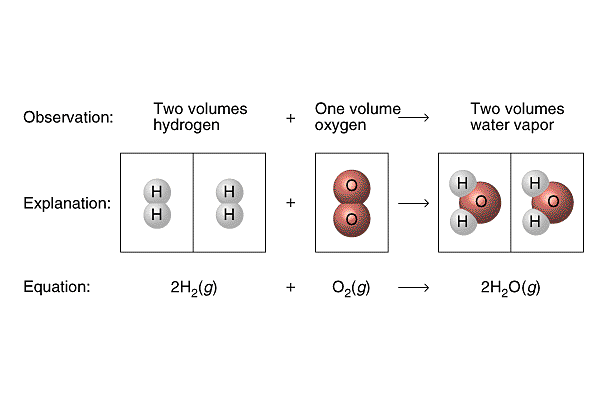 Observation: Two volumes hydrogen + One volume oxygen ⟶ Two volumes water vapor
Explanation: H H H H + O O ⟶ H O H H O H
Equation: 2H₂(g) + O₂(g) ⟶ 2H₂O(g)